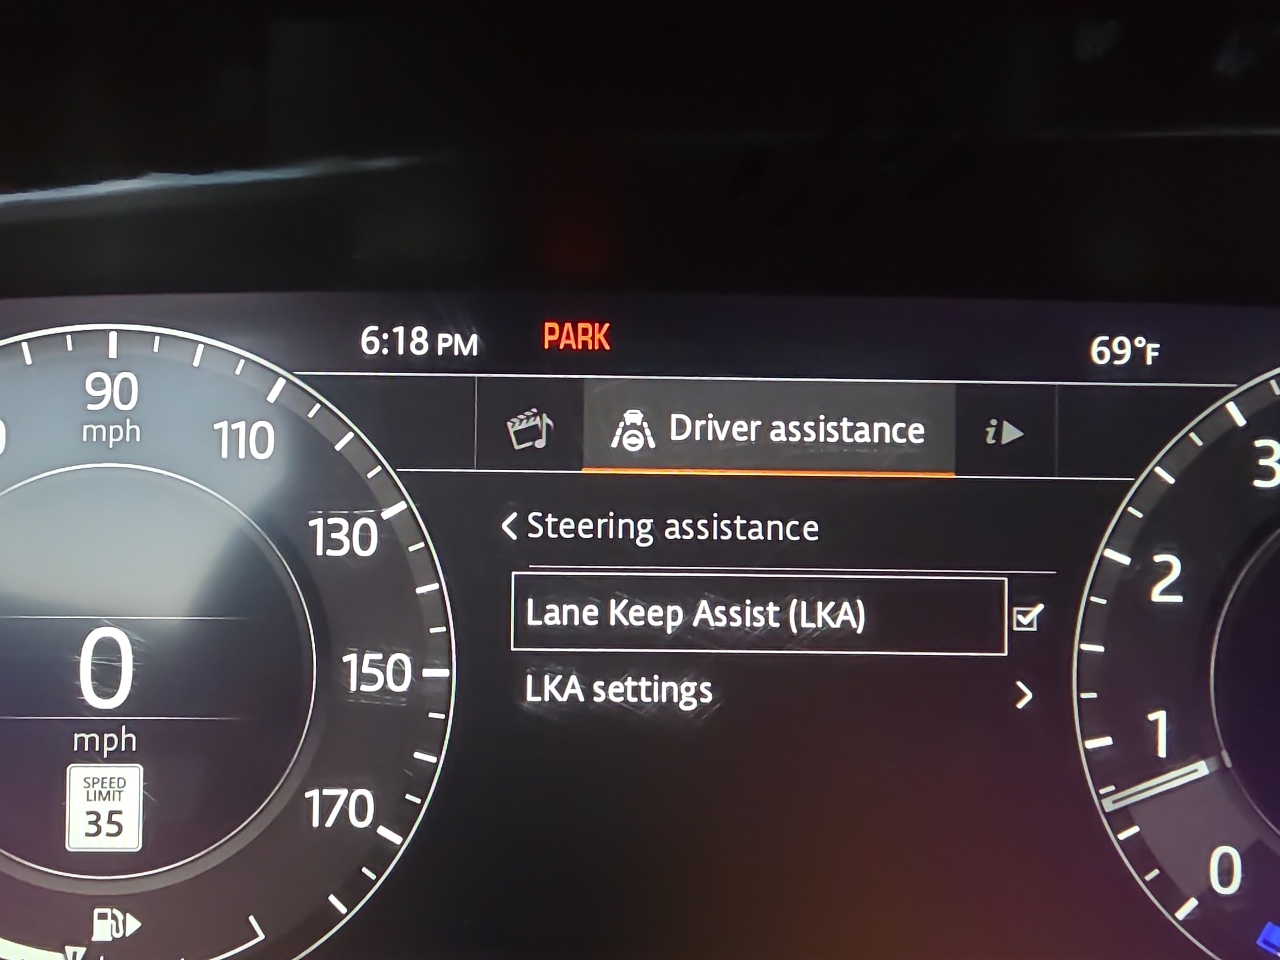 6:18 PM
PARK
69°F
90
mph
110
130
150
170
0
mph
SPEED
LIMIT
35
Driver assistance
i
Steering assistance
Lane Keep Assist (LKA)
LKA settings
3
2
1
0